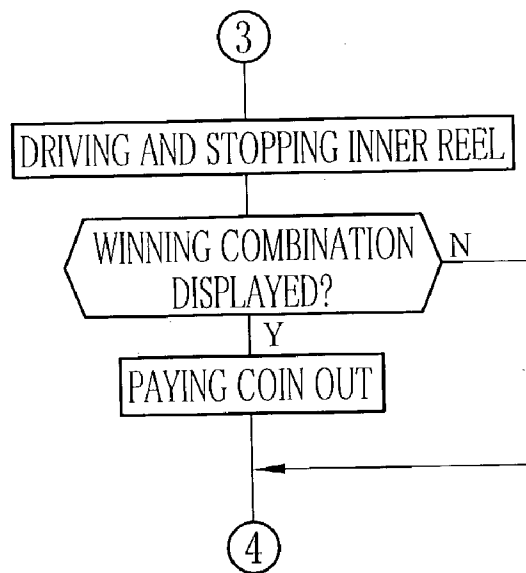 3
DRIVING AND STOPPING INNER REEL
WINNING COMBINATION
DISPLAYED?
N
Y
PAYING COIN OUT
4